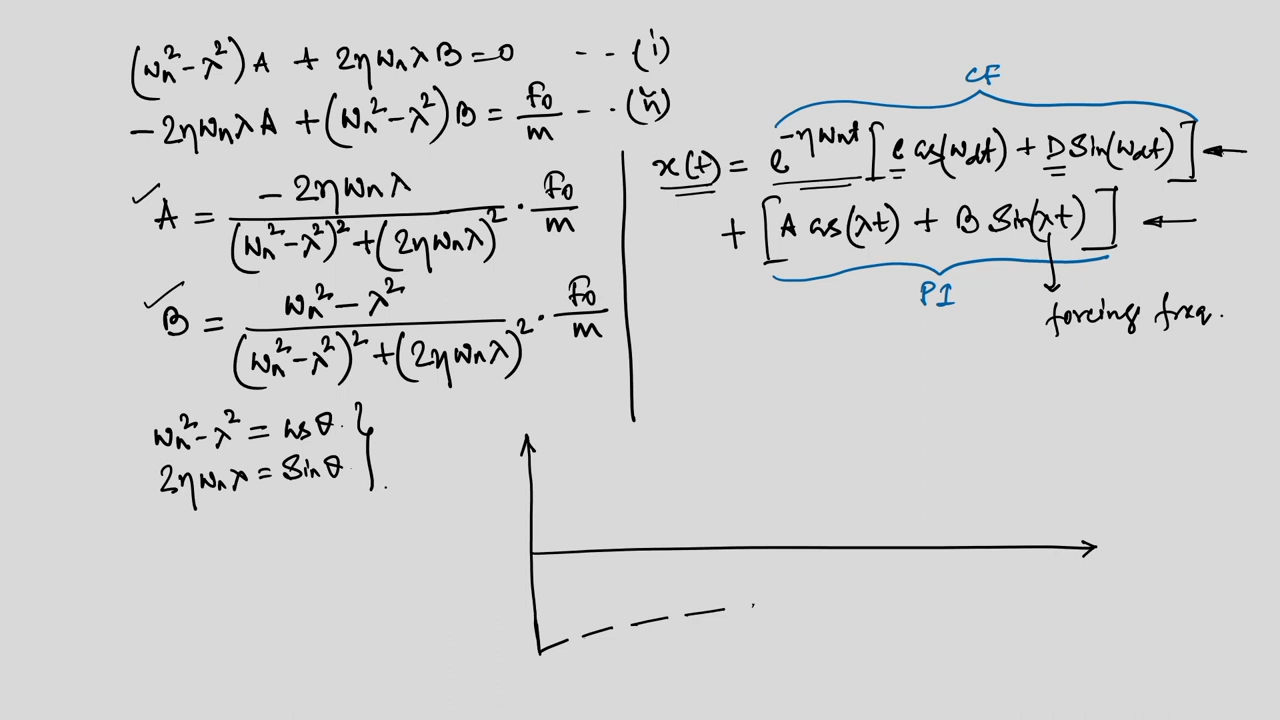 (ωn² − λ²) A + 2ηωnλ B = 0 -- (i)
− 2ηωnλ A + (ωn² − λ²) B = F0/m -- (ii)
A = − 2ηωnλ / (ωn² − λ²)² + (2ηωnλ)² · F0/m
B = ωn² − λ² / (ωn² − λ²)² + (2ηωnλ)² · F0/m
ωn² − λ² = cos θ
2ηωnλ = Sin θ
CF
x(t) = e^−ηωnt [C cos(ωdt) + D Sin(ωdt)]
+ [A cos(λt) + B Sin(λt)]
PI
forcing freq.